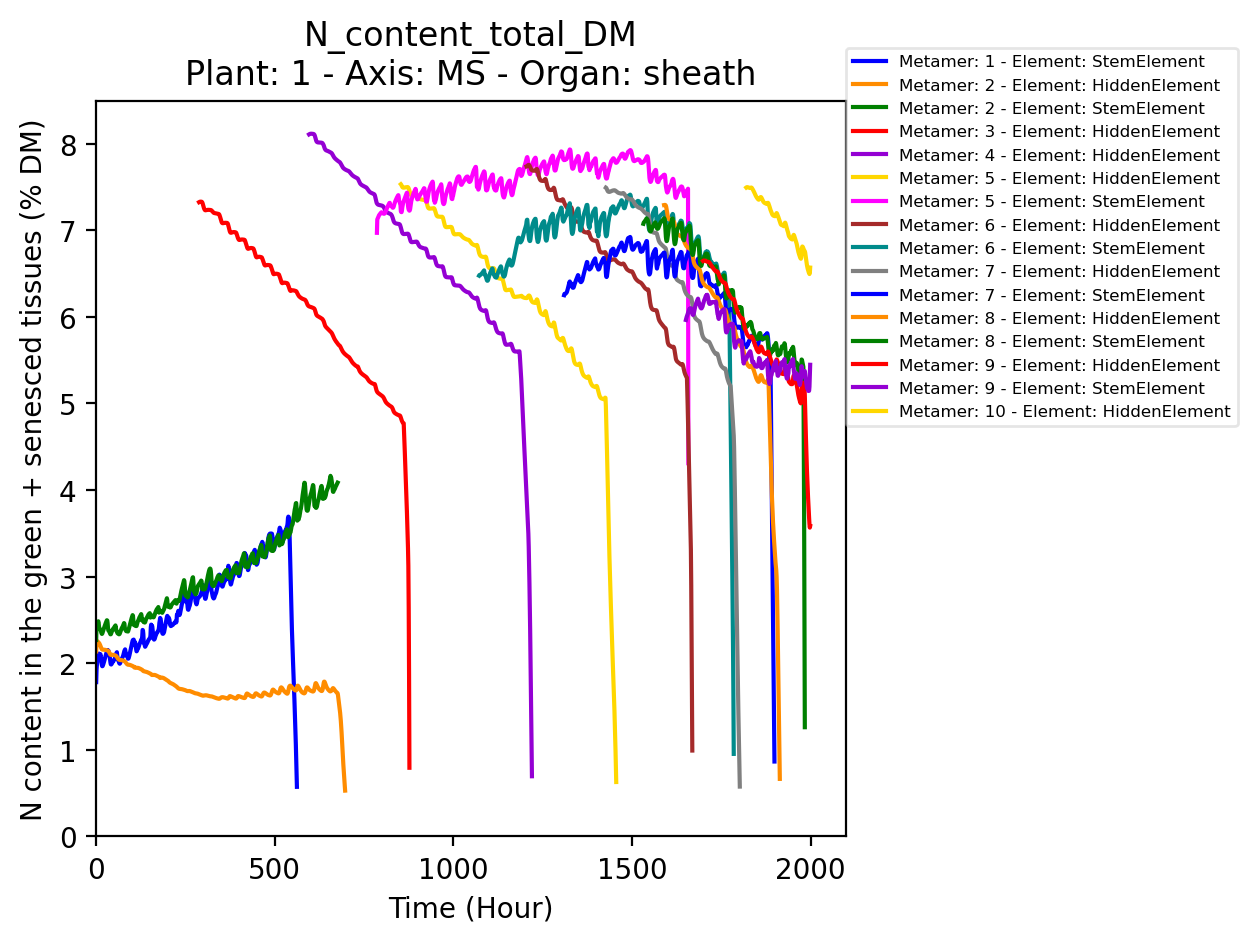 N_content_total_DM
Plant: 1 - Axis: MS - Organ: sheath
N content in the green + senesced tissues (% DM)
8
7
6
5
4
3
2
1
0
0 500 1000 1500 2000
Time (Hour)
Metamer: 1 - Element: StemElement
Metamer: 2 - Element: HiddenElement
Metamer: 2 - Element: StemElement
Metamer: 3 - Element: HiddenElement
Metamer: 4 - Element: HiddenElement
Metamer: 5 - Element: HiddenElement
Metamer: 5 - Element: StemElement
Metamer: 6 - Element: HiddenElement
Metamer: 6 - Element: StemElement
Metamer: 7 - Element: HiddenElement
Metamer: 7 - Element: StemElement
Metamer: 8 - Element: HiddenElement
Metamer: 8 - Element: StemElement
Metamer: 9 - Element: HiddenElement
Metamer: 9 - Element: StemElement
Metamer: 10 - Element: HiddenElement